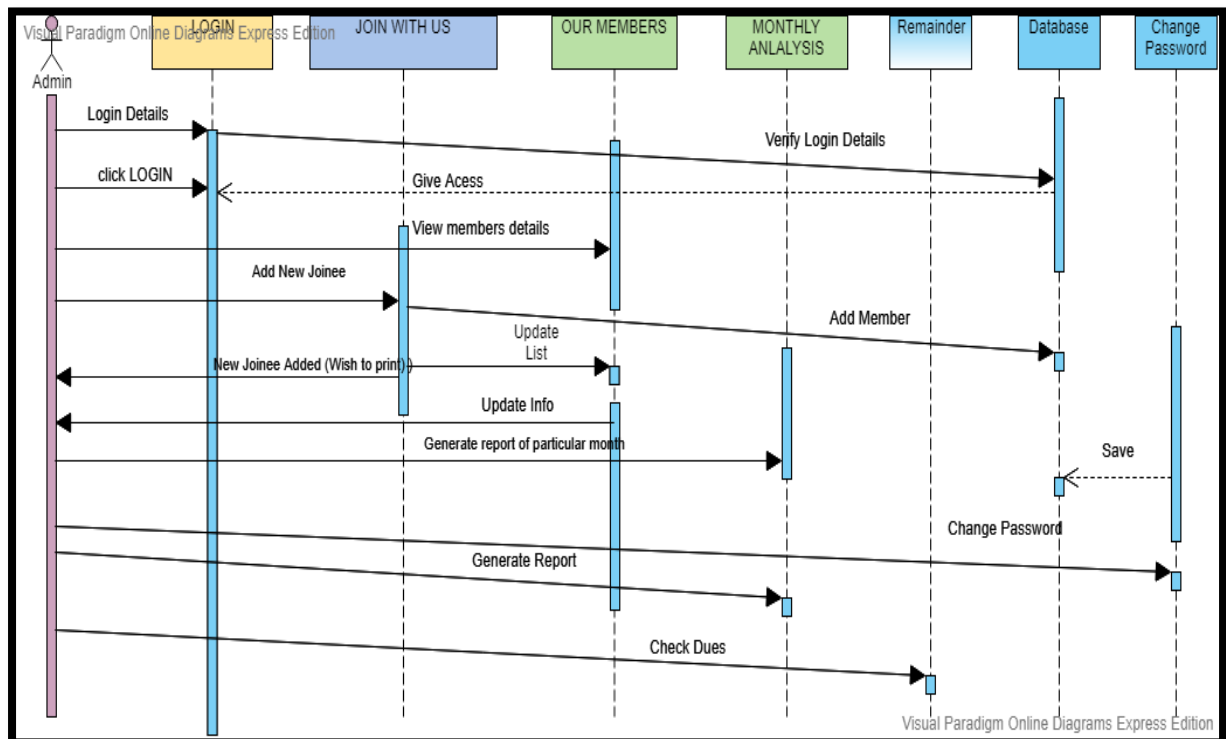 Visual Paradigm Online Diagrams Express Edition
LOGIN
JOIN WITH US
OUR MEMBERS
MONTHLY
ANLALYSIS
Remainder
Database
Change
Password
Admin
Login Details
Verify Login Details
click LOGIN
Give Acess
View members details
Add New Joinee
Add Member
Update
List
New Joinee Added (Wish to print) )
Update Info
Generate report of particular month
Save
Change Password
Generate Report
Check Dues
Visual Paradigm Online Diagrams Express Edition